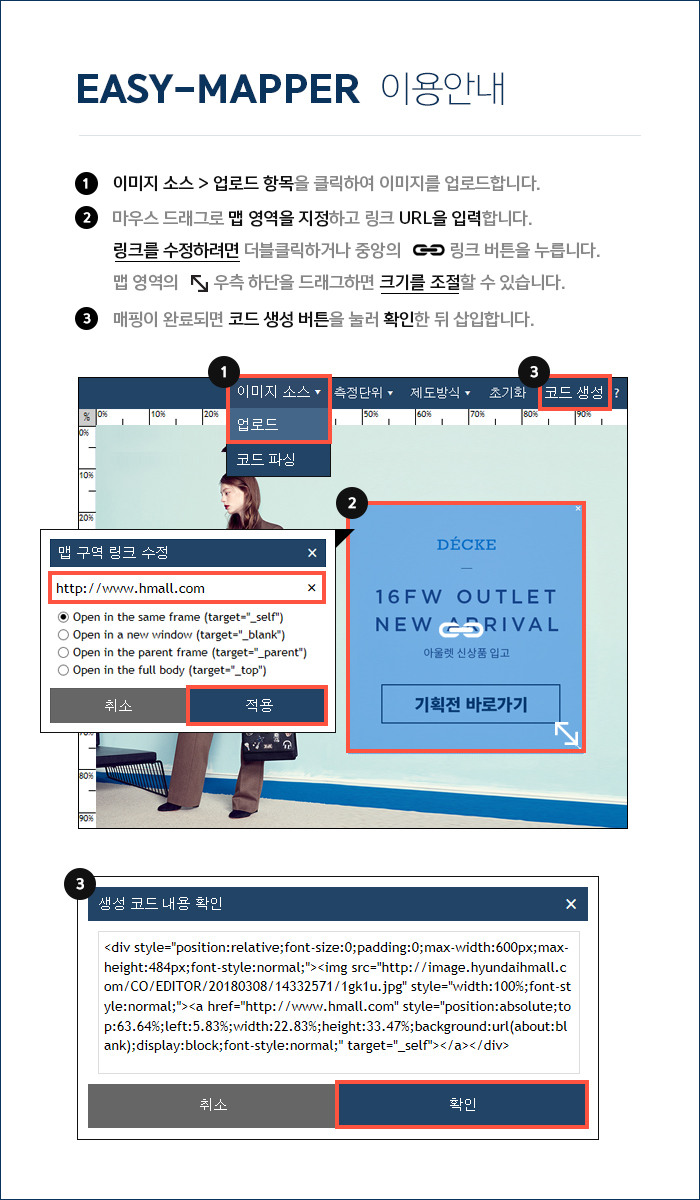 EASY-MAPPER 이용안내
1 이미지 소스 > 업로드 항목을 클릭하여 이미지를 업로드합니다.
2 마우스 드래그로 맵 영역을 지정하고 링크 URL을 입력합니다.
링크를 수정하려면 더블클릭하거나 중앙의 링크 버튼을 누릅니다.
맵 영역의 우측 하단을 드래그하면 크기를 조절할 수 있습니다.
3 매핑이 완료되면 코드 생성 버튼을 눌러 확인한 뒤 삽입합니다.
1 3
이미지 소스 ▾ 측정단위 ▾ 제도방식 ▾ 초기화 코드 생성 ?
% 0% 10% 20% 50% 60% 70% 80% 90%
업로드
0%
코드 파싱
10%
2
20%
×
맵 구역 링크 수정 ×
DÉCKE
http://www.hmall.com ×
16FW OUTLET
Open in the same frame (target="_self")
NEW ARRIVAL
Open in a new window (target="_blank")
Open in the parent frame (target="_parent")
아울렛 신상품 입고
Open in the full body (target="_top")
취소 적용
기획전 바로가기
80%
90%
3
생성 코드 내용 확인 ×
<div style="position:relative;font-size:0;padding:0;max-width:600px;max-
height:484px;font-style:normal;"><img src="http://image.hyundaihmall.c
om/CO/EDITOR/20180308/14332571/1gk1u.jpg" style="width:100%;font-st
yle:normal;"><a href="http://www.hmall.com" style="position:absolute;to
p:63.64%;left:5.83%;width:22.83%;height:33.47%;background:url(about:bl
ank);display:block;font-style:normal;" target="_self"></a></div>
취소 확인